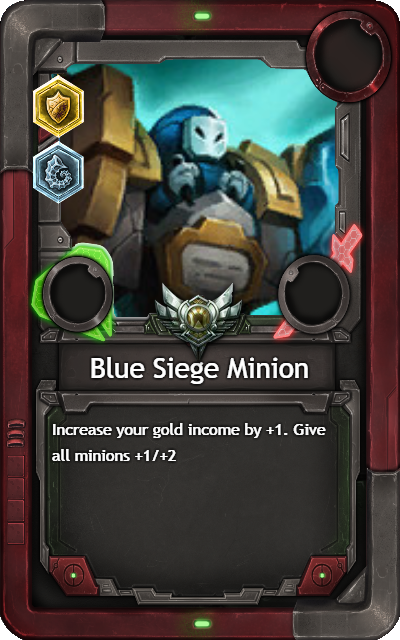 Blue Siege Minion
Increase your gold income by +1. Give
all minions +1/+2